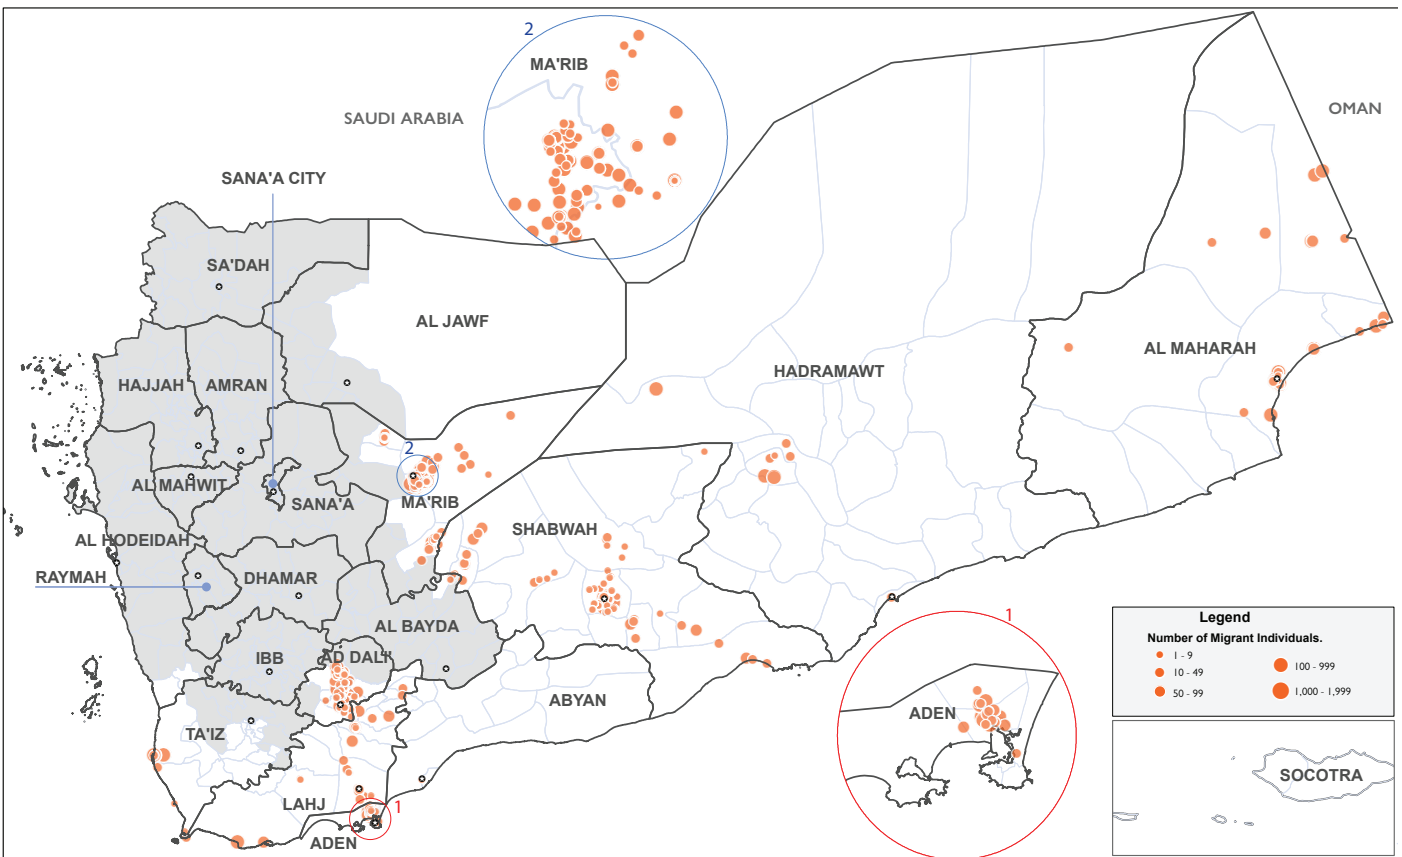 2
MA'RIB
SAUDI ARABIA
OMAN
SANA'A CITY
SA'DAH
AL JAWF
HAJJAH
AMRAN
AL MAHARAH
HADRAMAWT
2
AL MAHWIT
SANA'A
MA'RIB
SHABWAH
AL HODEIDAH
RAYMAH
DHAMAR
AL BAYDA
IBB
AD DAL'I
ABYAN
TA'IZ
LAHJ
1
ADEN
1
ADEN
Legend
Number of Migrant Individuals.
1 - 9
10 - 49
50 - 99
100 - 999
1,000 - 1,999
SOCOTRA